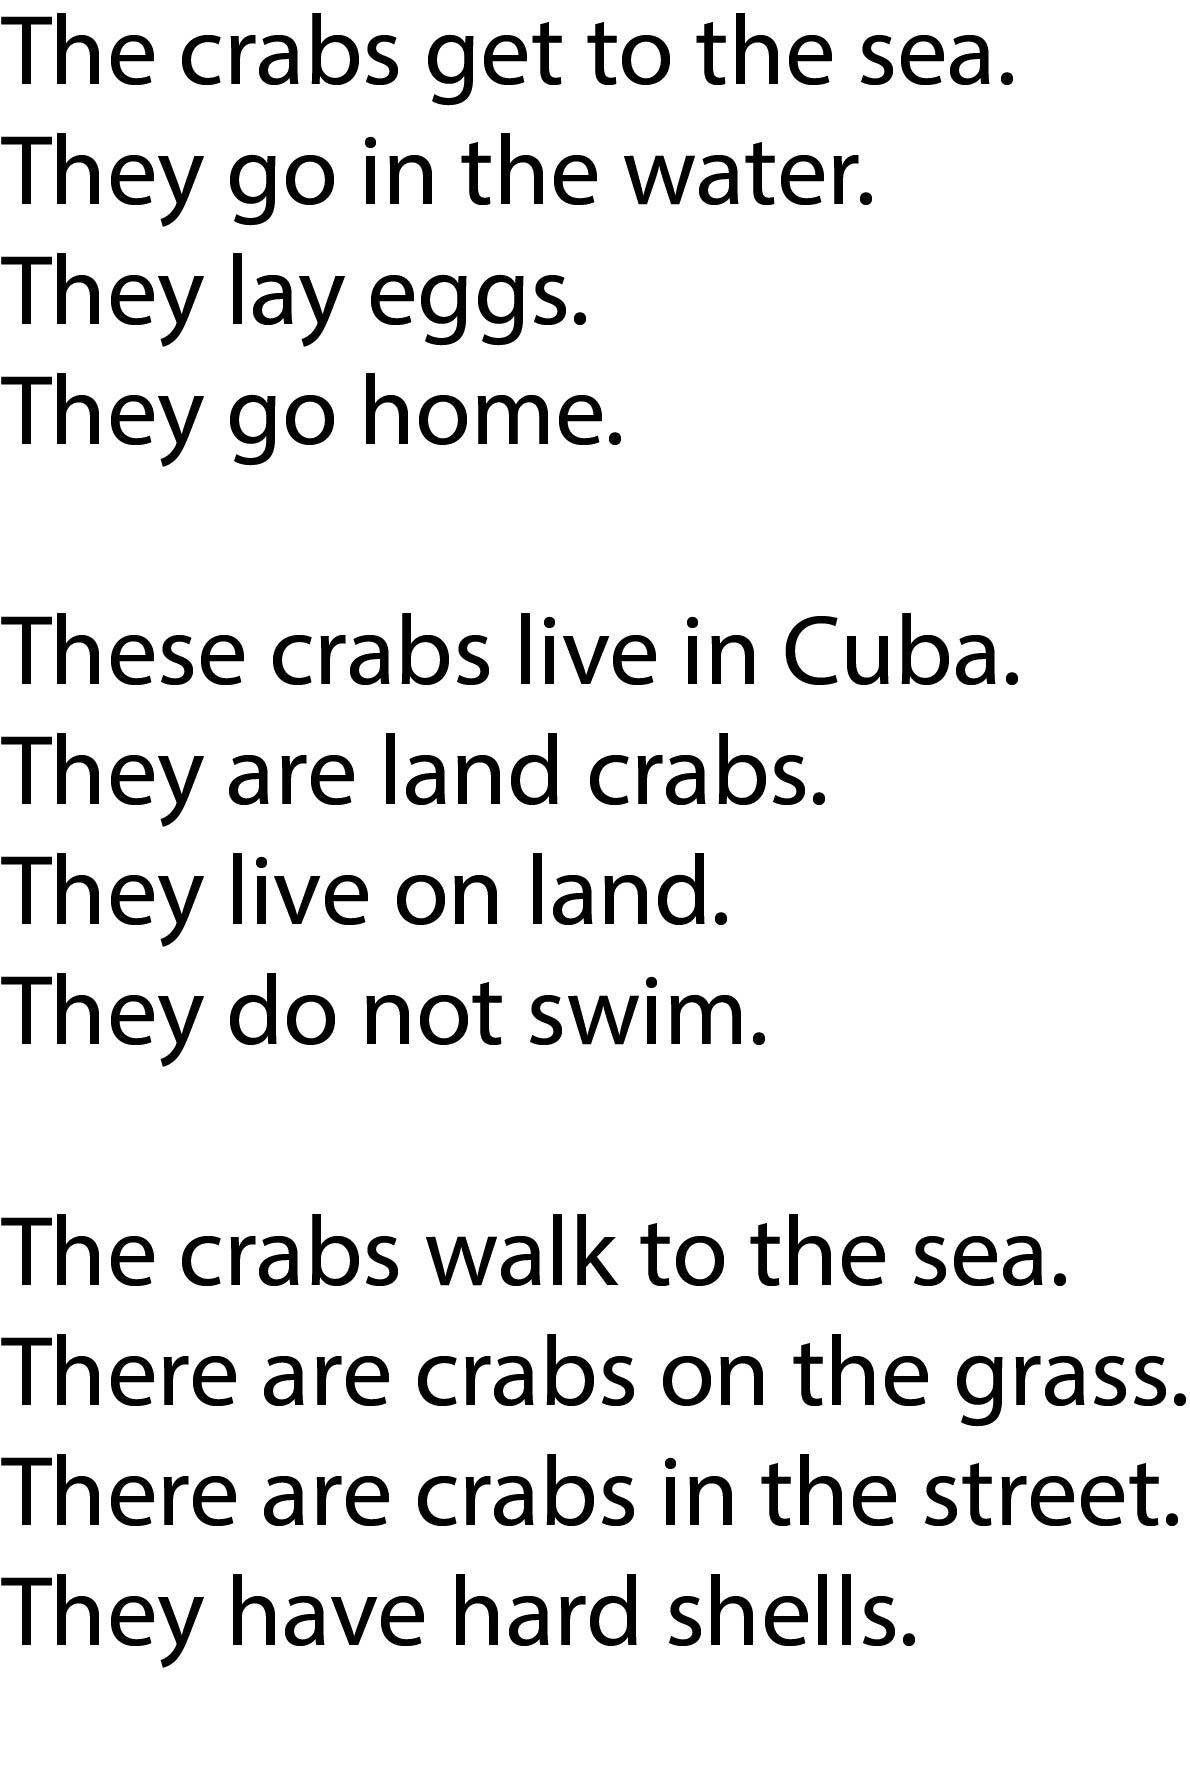 The crabs get to the sea.
They go in the water.
They lay eggs.
They go home.

These crabs live in Cuba.
They are land crabs.
They live on land.
They do not swim.

The crabs walk to the sea.
There are crabs on the grass.
There are crabs in the street.
They have hard shells.